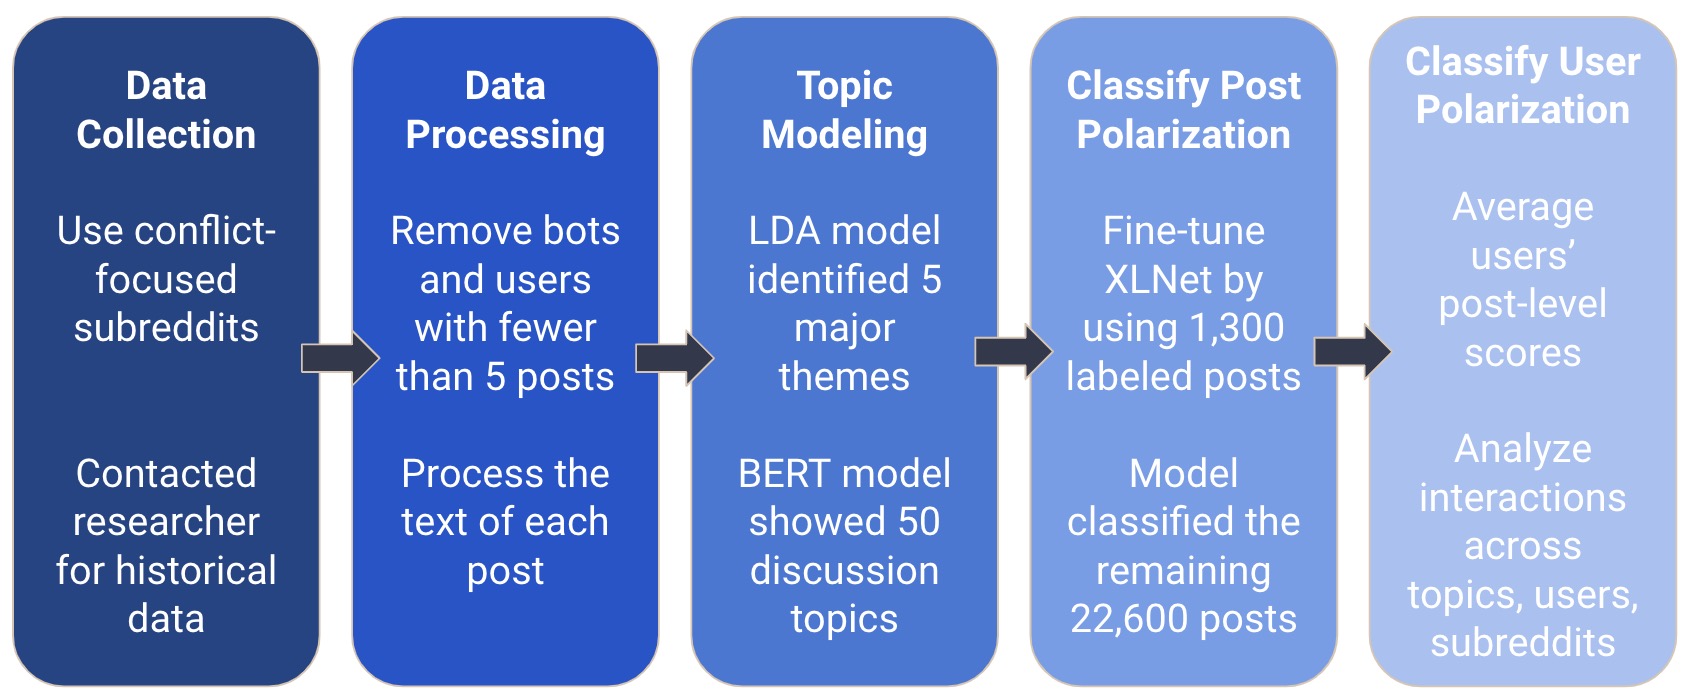 Data
Collection
Use conflict-
focused
subreddits
Contacted
researcher
for historical
data
Data
Processing
Remove bots
and users
with fewer
than 5 posts
Process the
text of each
post
Topic
Modeling
LDA model
identified 5
major
themes
BERT model
showed 50
discussion
topics
Classify Post
Polarization
Fine-tune
XLNet by
using 1,300
labeled posts
Model
classified the
remaining
22,600 posts
Classify User
Polarization
Average
users’
post-level
scores
Analyze
interactions
across
topics, users,
subreddits